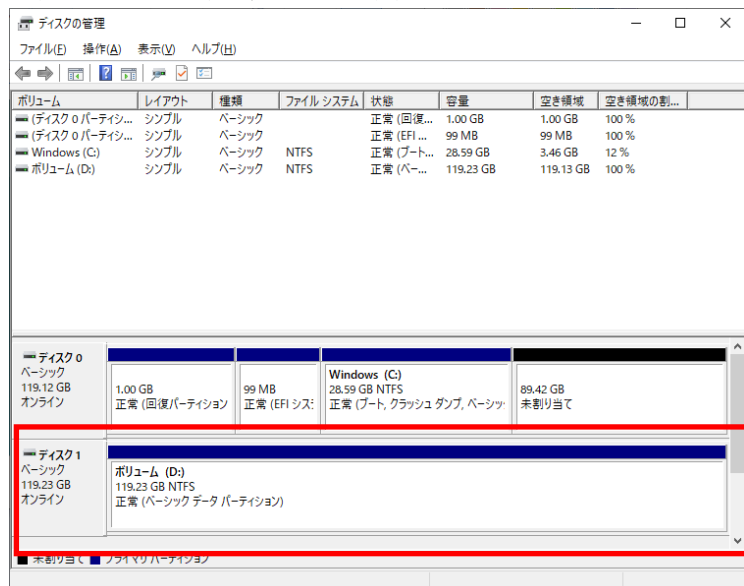 ディスクの管理
ファイル(F) 操作(A) 表示(V) ヘルプ(H)
ボリューム レイアウト 種類 ファイル システム 状態 容量 空き領域 空き領域の割...
(ディスク 0 パーティシ... シンプル ベーシック 正常 (回復... 1.00 GB 1.00 GB 100 %
(ディスク 0 パーティシ... シンプル ベーシック 正常 (EFI ... 99 MB 99 MB 100 %
Windows (C:) シンプル ベーシック NTFS 正常 (ブート... 28.59 GB 3.46 GB 12 %
ボリューム (D:) シンプル ベーシック NTFS 正常 (ベー... 119.23 GB 119.13 GB 100 %
ディスク 0
ベーシック
119.12 GB
オンライン
1.00 GB
正常 (回復パーティション
99 MB
正常 (EFI シス
Windows (C:)
28.59 GB NTFS
正常 (ブート, クラッシュ ダンプ, ベーシッ
89.42 GB
未割り当て
ディスク 1
ベーシック
119.23 GB
オンライン
ボリューム (D:)
119.23 GB NTFS
正常 (ベーシック データ パーティション)
未割り当て プライマリ パーティション